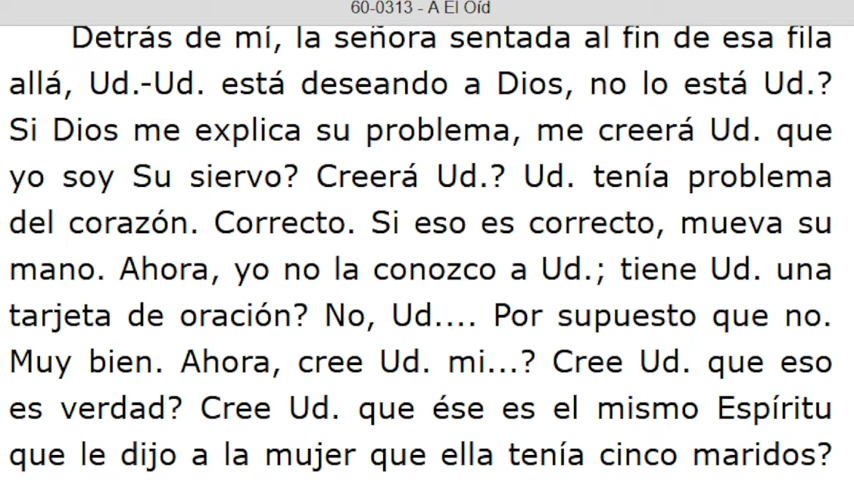 60-0313 - A El Oíd
Detrás de mí, la señora sentada al fin de esa fila
allá, Ud.-Ud. está deseando a Dios, no lo está Ud.?
Si Dios me explica su problema, me creerá Ud. que
yo soy Su siervo? Creerá Ud.? Ud. tenía problema
del corazón. Correcto. Si eso es correcto, mueva su
mano. Ahora, yo no la conozco a Ud.; tiene Ud. una
tarjeta de oración? No, Ud.... Por supuesto que no.
Muy bien. Ahora, cree Ud. mi...? Cree Ud. que eso
es verdad? Cree Ud. que ése es el mismo Espíritu
que le dijo a la mujer que ella tenía cinco maridos?